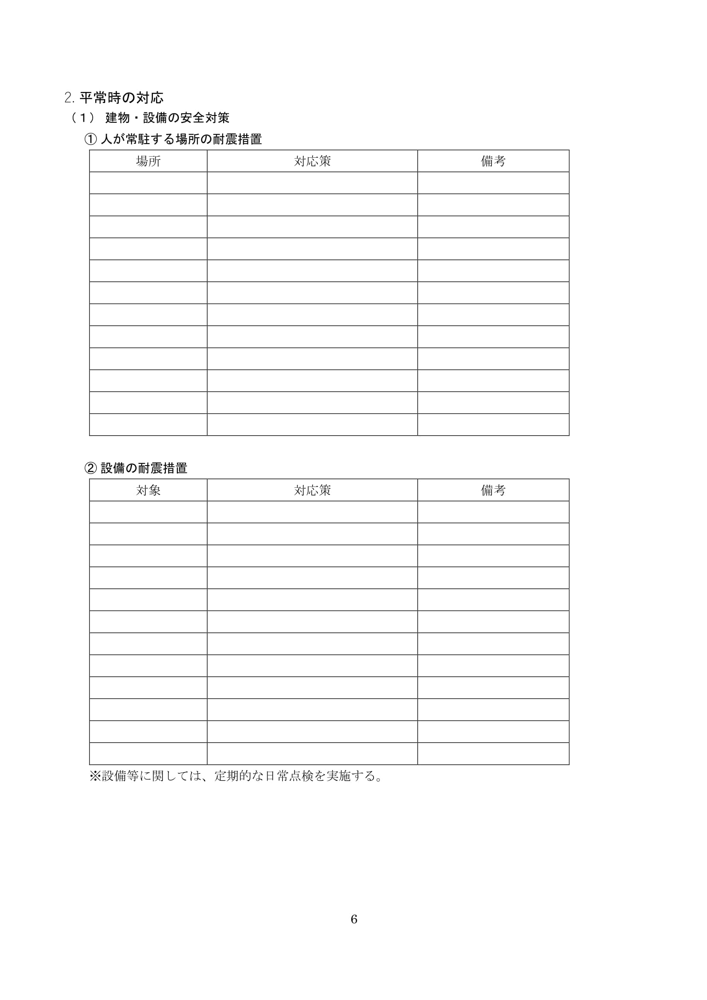 2. 平常時の対応
（1） 建物・設備の安全対策
① 人が常駐する場所の耐震措置
場所 対応策 備考
② 設備の耐震措置
対象 対応策 備考
※設備等に関しては、定期的な日常点検を実施する。
6